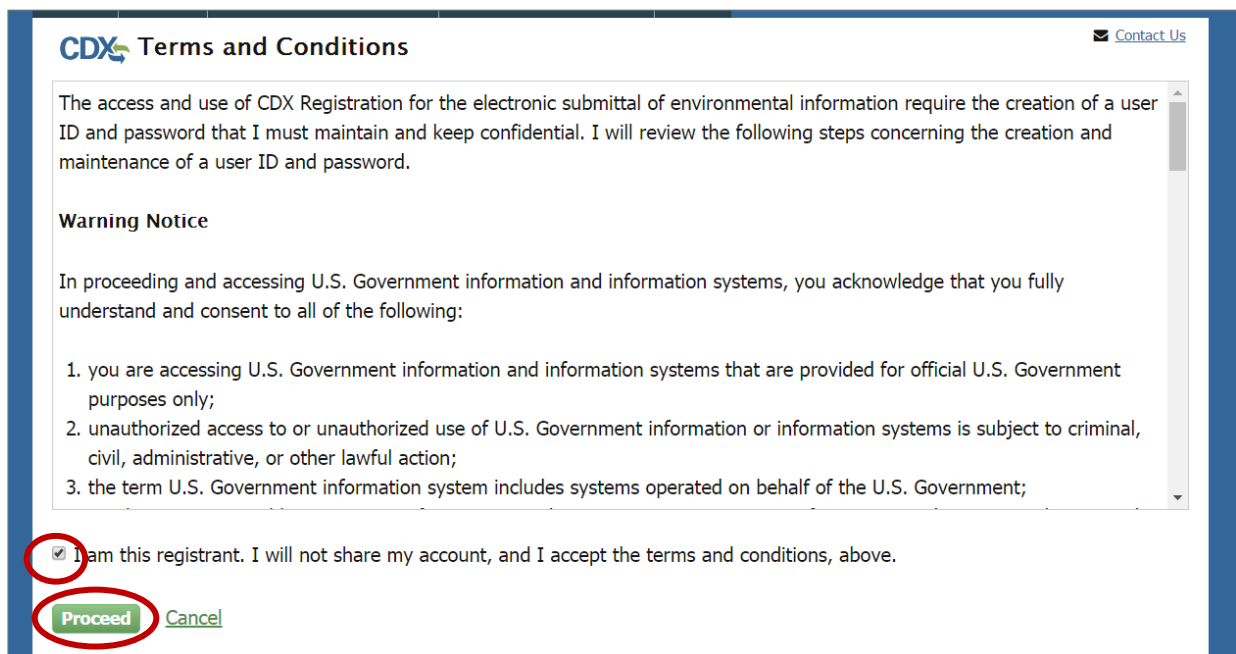 CDX Terms and Conditions
Contact Us
The access and use of CDX Registration for the electronic submittal of environmental information require the creation of a user
ID and password that I must maintain and keep confidential. I will review the following steps concerning the creation and
maintenance of a user ID and password.
Warning Notice
In proceeding and accessing U.S. Government information and information systems, you acknowledge that you fully
understand and consent to all of the following:
1. you are accessing U.S. Government information and information systems that are provided for official U.S. Government
purposes only;
2. unauthorized access to or unauthorized use of U.S. Government information or information systems is subject to criminal,
civil, administrative, or other lawful action;
3. the term U.S. Government information system includes systems operated on behalf of the U.S. Government;
I am this registrant. I will not share my account, and I accept the terms and conditions, above.
Proceed Cancel